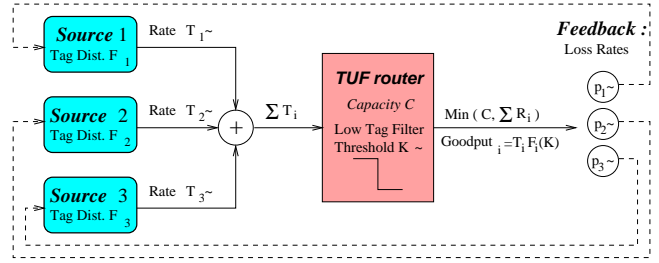 Source 1
Tag Dist. F 1
Rate T 1 ~
Source 2
Tag Dist. F 2
Rate T 2 ~
Source 3
Tag Dist. F 3
Rate T 3 ~
+
∑ T i
TUF router
Capacity C
Low Tag Filter
Threshold K ~
Min ( C, ∑ R i )
Goodput i =T i F i (K)
Feedback :
Loss Rates
p 1 ~
p 2 ~
p 3 ~